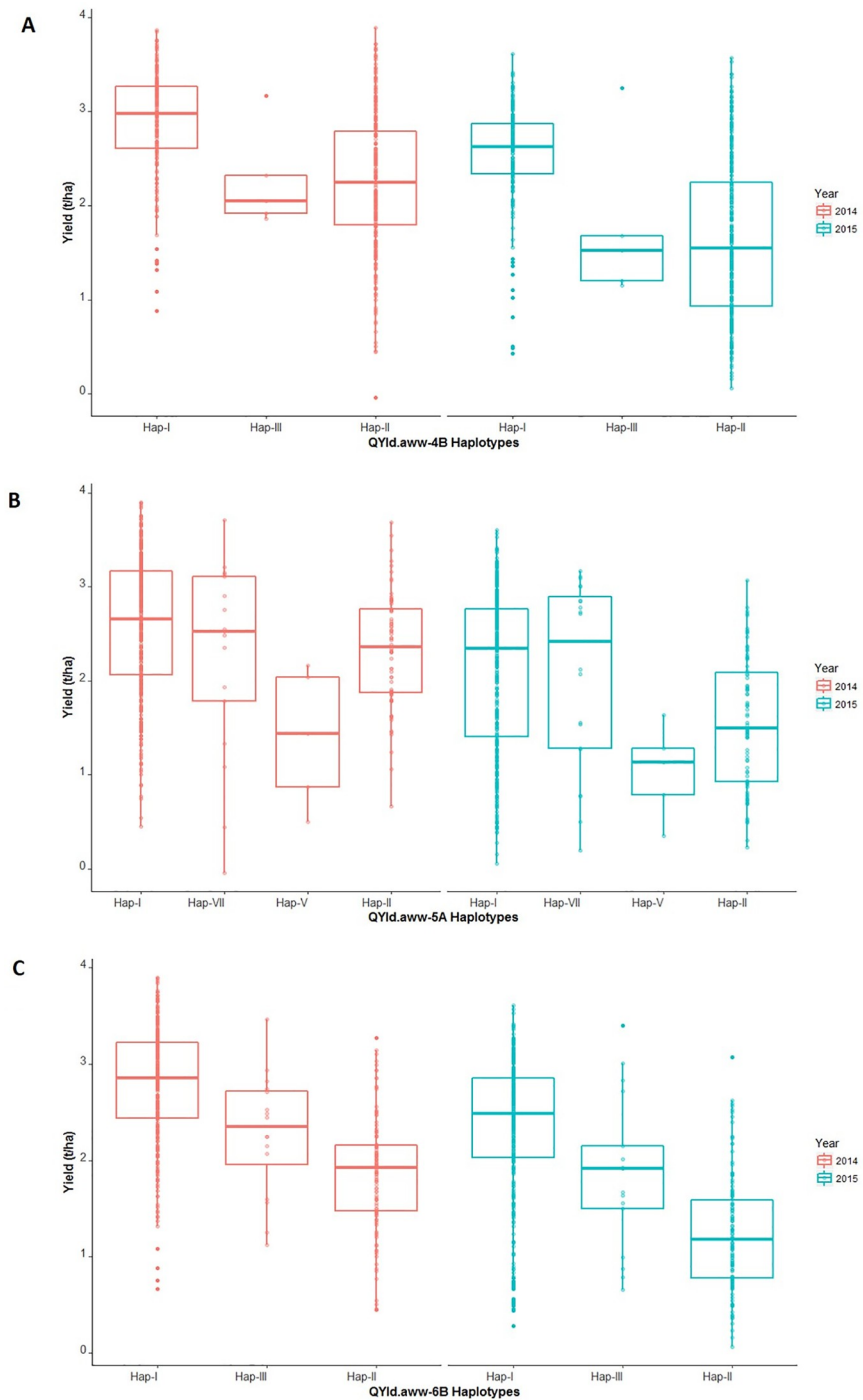 A
4
3
2
1
0
Yield (t/ha)
Hap-I Hap-III Hap-II Hap-I Hap-III Hap-II
QYld.aww-4B Haplotypes
Year
2014
2015
B
4
3
2
1
0
Yield (t/ha)
Hap-I Hap-VII Hap-V Hap-II Hap-I Hap-VII Hap-V Hap-II
QYld.aww-5A Haplotypes
Year
2014
2015
C
4
3
2
1
0
Yield (t/ha)
Hap-I Hap-III Hap-II Hap-I Hap-III Hap-II
QYld.aww-6B Haplotypes
Year
2014
2015